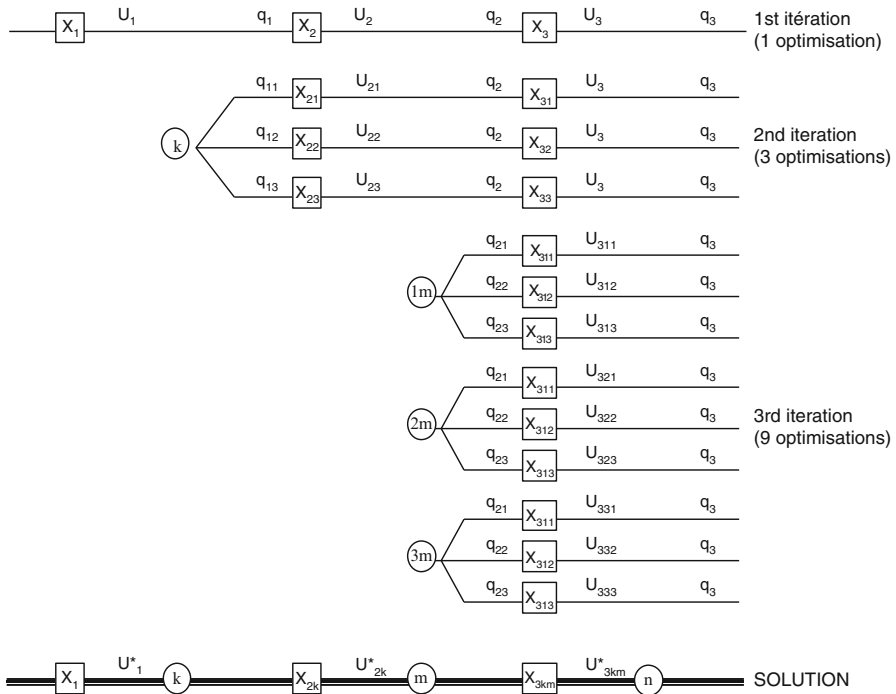 X₁ U₁ q₁ X₂ U₂ q₂ X₃ U₃ q₃ 1st itération
(1 optimisation)
q₁₁ X₂₁ U₂₁ q₂ X₃₁ U₃ q₃
k q₁₂ X₂₂ U₂₂ q₂ X₃₂ U₃ q₃ 2nd iteration
(3 optimisations)
q₁₃ X₂₃ U₂₃ q₂ X₃₃ U₃ q₃
q₂₁ X₃₁₁ U₃₁₁ q₃
1m q₂₂ X₃₁₂ U₃₁₂ q₃
q₂₃ X₃₁₃ U₃₁₃ q₃
q₂₁ X₃₁₁ U₃₂₁ q₃
2m q₂₂ X₃₁₂ U₃₂₂ q₃ 3rd iteration
(9 optimisations)
q₂₃ X₃₁₃ U₃₂₃ q₃
q₂₁ X₃₁₁ U₃₃₁ q₃
3m q₂₂ X₃₁₂ U₃₃₂ q₃
q₂₃ X₃₁₃ U₃₃₃ q₃
X₁ U*₁ k X₂ₖ U*₂ₖ m X₃ₖₘ U*₃ₖₘ n SOLUTION